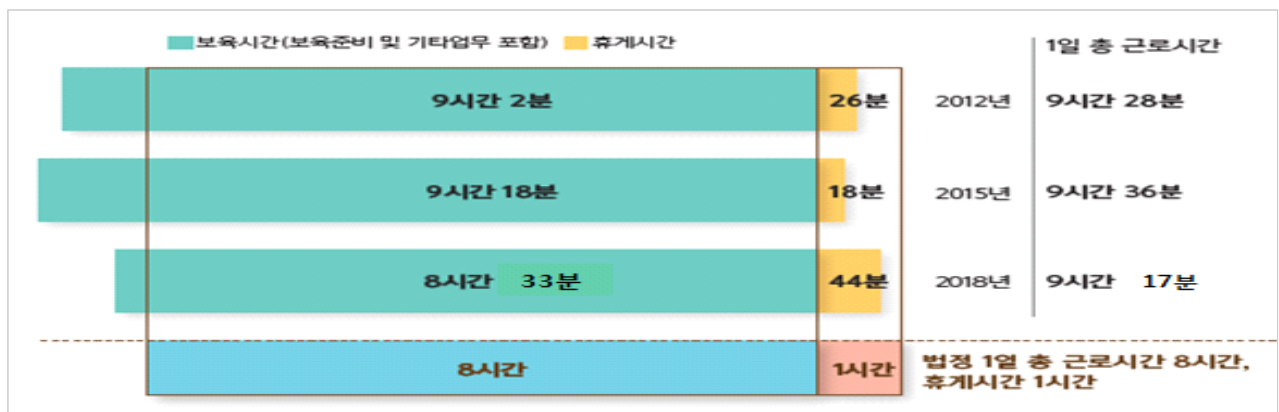 보육시간(보육준비 및 기타업무 포함) 휴게시간
1일 총 근로시간
9시간 2분 26분 2012년 9시간 28분
9시간 18분 18분 2015년 9시간 36분
8시간 33분 44분 2018년 9시간 17분
8시간 1시간
법정 1일 총 근로시간 8시간,
휴게시간 1시간